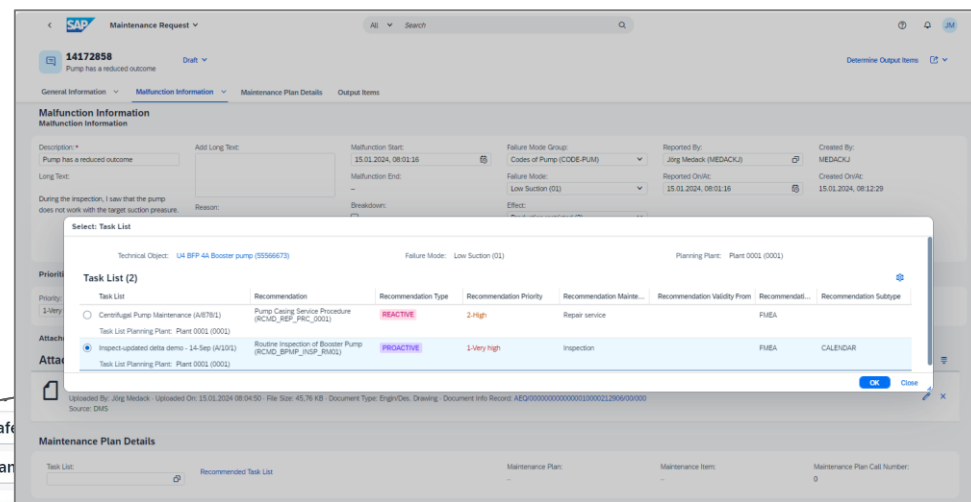 SAP Maintenance Request All Search JM
14172858 Draft Determine Output Items
Pump has a reduced outcome
General Information Malfunction Information Maintenance Plan Details Output Items
Malfunction Information
Malfunction Information
Description:* Add Long Text: Malfunction Start: Failure Mode Group: Reported By: Created By:
Pump has a reduced outcome 15.01.2024, 08:01:16 Codes of Pump (CODE-PUM) Jörg Medack (MEDACKJ) MEDACKJ
Long Text: Malfunction End: Failure Mode: Reported On/At: Created On/At:
– Low Suction (01) 15.01.2024, 08:01:16 15.01.2024, 08:12:29
During the inspection, I saw that the pump
does not work with the target suction preasure. Reason: Breakdown: Effect:
Select: Task List
Technical Object: U4 BFP 4A Booster pump (55566673) Failure Mode: Low Suction (01) Planning Plant: Plant 0001 (0001)
Prioriti
Task List (2)
Priority: Task List Recommendation Recommendation Type Recommendation Priority Recommendation Mainte... Recommendation Validity From Recommendati... Recommendation Subtype
1-Very Centrifugal Pump Maintenance (A/878/1) Pump Casing Service Procedure (RCMD_REP_PRC_0001) REACTIVE 2-High Repair service FMEA
Task List Planning Plant: Plant 0001 (0001)
Attachi
Inspect-updated delta demo - 14-Sep (A/10/1) Routine Inspection of Booster Pump (RCMD_BPMP_INSP_RM01) PROACTIVE 1-Very high Inspection FMEA CALENDAR
Attac
Task List Planning Plant: Plant 0001 (0001)
OK Close
Uploaded By: Jörg Medack · Uploaded On: 15.01.2024 08:04:50 · File Size: 45,76 KB · Document Type: Engin/Des. Drawing · Document Info Record: AEQ/0000000000000010000212906/00/000
Source: DMS
afe
Maintenance Plan Details
an
Task List: Recommended Task List Maintenance Plan: Maintenance Item: Maintenance Plan Call Number:
– – 0